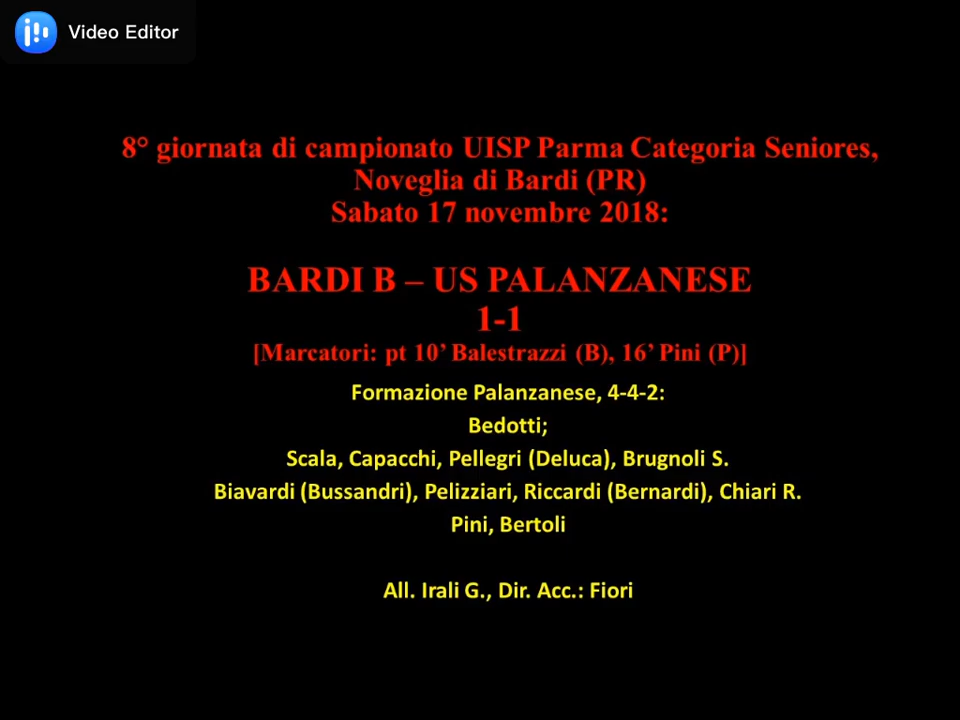 Video Editor
8° giornata di campionato UISP Parma Categoria Seniores,
Noveglia di Bardi (PR)
Sabato 17 novembre 2018:
BARDI B – US PALANZANESE
1-1
[Marcatori: pt 10’ Balestrazzi (B), 16’ Pini (P)]
Formazione Palanzanese, 4-4-2:
Bedotti;
Scala, Capacchi, Pellegri (Deluca), Brugnoli S.
Biavardi (Bussandri), Pelizziari, Riccardi (Bernardi), Chiari R.
Pini, Bertoli
All. Irali G., Dir. Acc.: Fiori